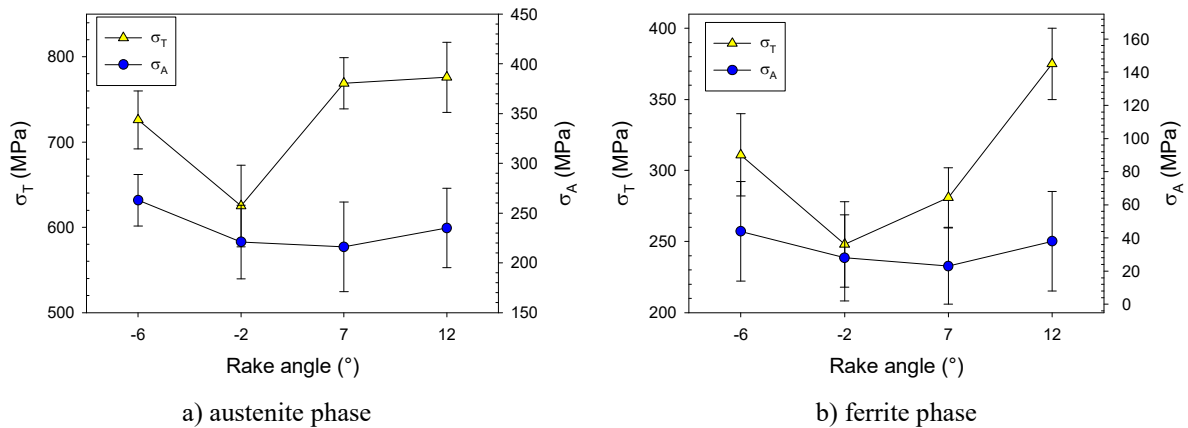 σT
σA
800
700
600
500
σT (MPa)
450
400
350
300
250
200
150
σA (MPa)
-6
-2
7
12
Rake angle (°)
a) austenite phase
σT
σA
400
350
300
250
200
σT (MPa)
160
140
120
100
80
60
40
20
0
σA (MPa)
-6
-2
7
12
Rake angle (°)
b) ferrite phase